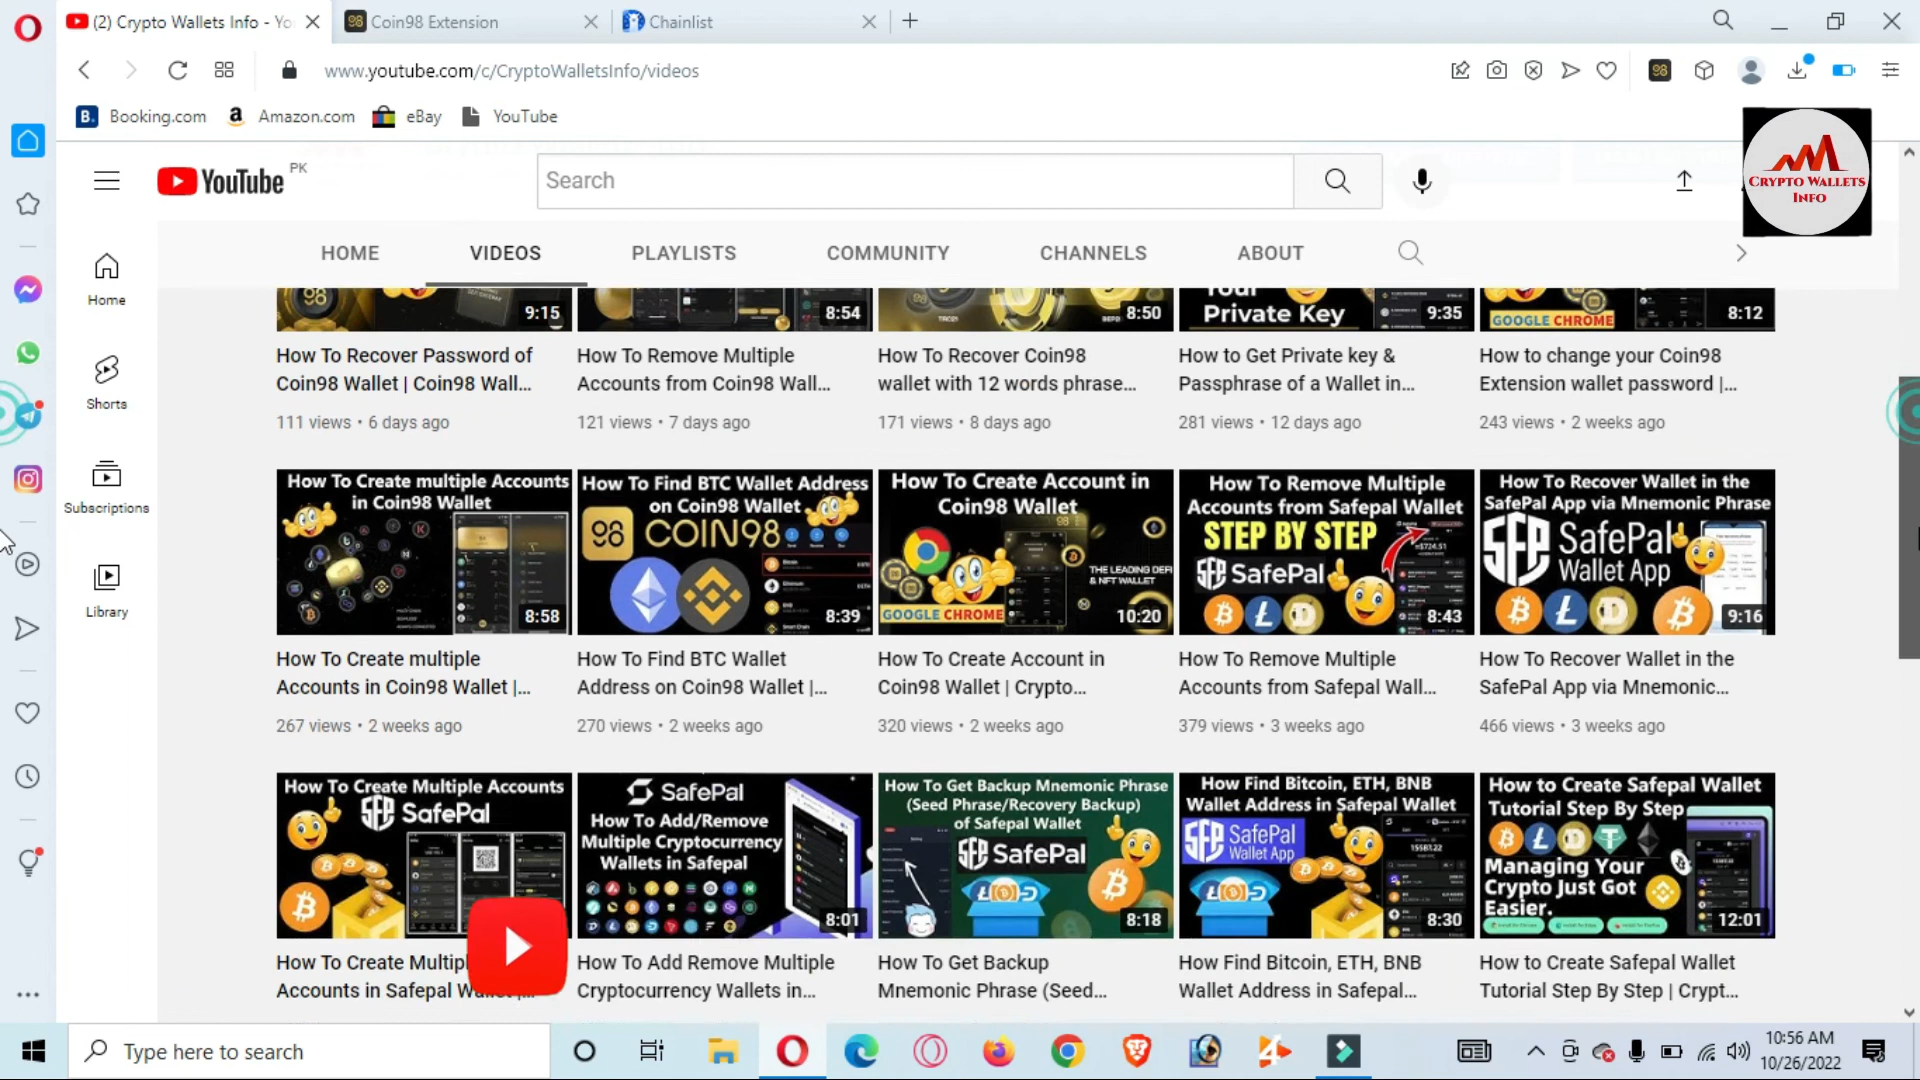 (2) Crypto Wallets Info - Yo
Coin98 Extension
Chainlist
www.youtube.com/c/CryptoWalletsInfo/videos
Booking.com
Amazon.com
eBay
YouTube
YouTube PK
Search
CRYPTO WALLETS
INFO
HOME
VIDEOS
PLAYLISTS
COMMUNITY
CHANNELS
ABOUT
Home
Shorts
Subscriptions
Library
9:15
8:54
8:50
Your
Private Key
9:35
GOOGLE CHROME
8:12
How To Recover Password of
Coin98 Wallet | Coin98 Wall...
111 views • 6 days ago
How To Remove Multiple
Accounts from Coin98 Wall...
121 views • 7 days ago
How To Recover Coin98
wallet with 12 words phrase...
171 views • 8 days ago
How to Get Private key &
Passphrase of a Wallet in...
281 views • 12 days ago
How to change your Coin98
Extension wallet password |...
243 views • 2 weeks ago
How To Create multiple Accounts
in Coin98 Wallet
8:58
How To Find BTC Wallet Address
on Coin98 Wallet
98 COIN98
8:39
How To Create Account in
Coin98 Wallet
THE LEADING DEFI
& NFT WALLET
GOOGLE CHROME
10:20
How To Remove Multiple
Accounts from Safepal Wallet
STEP BY STEP
SafePal
8:43
How To Recover Wallet in the
SafePal App via Mnemonic Phrase
SafePal
Wallet App
9:16
How To Create multiple
Accounts in Coin98 Wallet |...
267 views • 2 weeks ago
How To Find BTC Wallet
Address on Coin98 Wallet |...
270 views • 2 weeks ago
How To Create Account in
Coin98 Wallet | Crypto...
320 views • 2 weeks ago
How To Remove Multiple
Accounts from Safepal Wall...
379 views • 3 weeks ago
How To Recover Wallet in the
SafePal App via Mnemonic...
466 views • 3 weeks ago
How To Create Multiple Accounts
SafePal
SafePal
How To Add/Remove
Multiple Cryptocurrency
Wallets in Safepal
8:01
How To Get Backup Mnemonic Phrase
(Seed Phrase/Recovery Backup)
of Safepal Wallet
SafePal
8:18
How Find Bitcoin, ETH, BNB
Wallet Address in Safepal Wallet
SafePal
Wallet App
8:30
How to Create Safepal Wallet
Tutorial Step By Step
Managing Your
Crypto Just Got
Easier.
12:01
How To Create Multipl
Accounts in Safepal
How To Add Remove Multiple
Cryptocurrency Wallets in...
How To Get Backup
Mnemonic Phrase (Seed...
How Find Bitcoin, ETH, BNB
Wallet Address in Safepal...
How to Create Safepal Wallet
Tutorial Step By Step | Crypt...
Type here to search
10:56 AM
10/26/2022